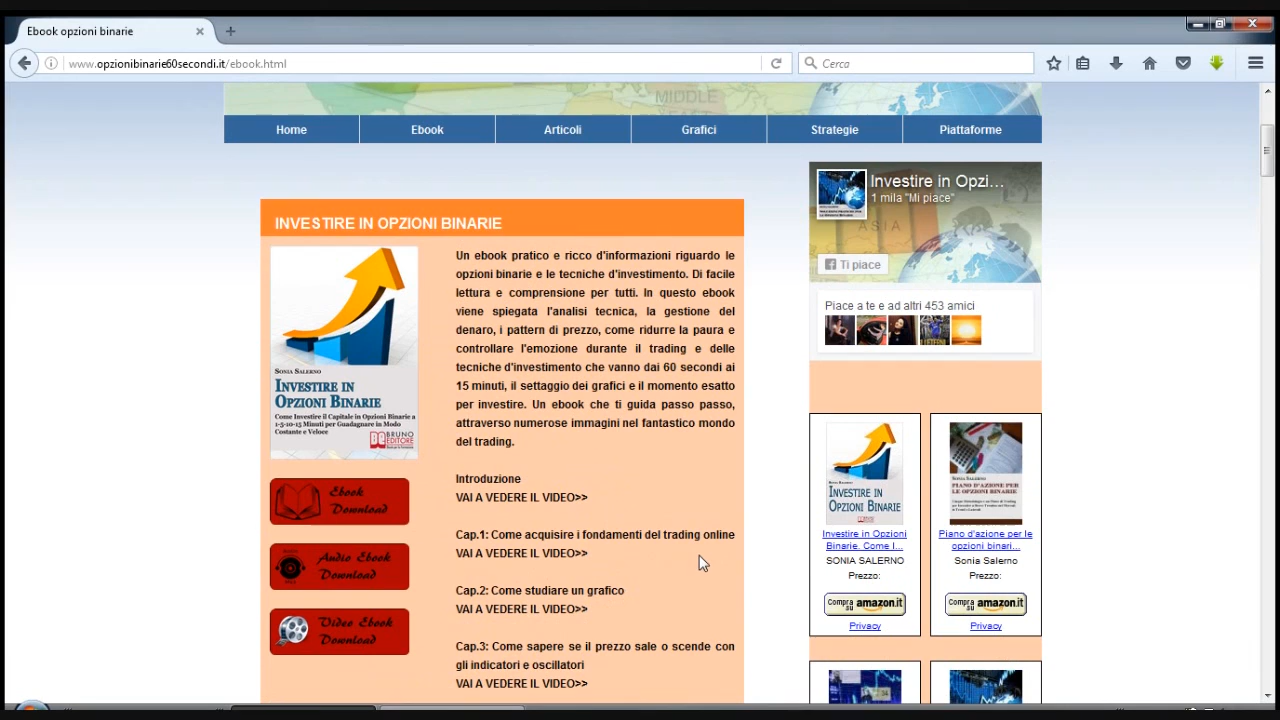 Ebook opzioni binarie
www.opzionibinarie60secondi.it/ebook.html
Cerca
MIDDLE
Home
Ebook
Articoli
Grafici
Strategie
Piattaforme
INVESTIRE IN OPZIONI BINARIE
SONIA SALERNO
INVESTIRE IN
OPZIONI BINARIE
Come Investire il Capitale in Opzioni Binarie a
1-5-10-15 Minuti per Guadagnare in Modo
Costante e Veloce
BRUNO
EDITORE
Ebook
Download
Audio Ebook
Download
Video Ebook
Download
Un ebook pratico e ricco d'informazioni riguardo le
opzioni binarie e le tecniche d'investimento. Di facile
lettura e comprensione per tutti. In questo ebook
viene spiegata l'analisi tecnica, la gestione del
denaro, i pattern di prezzo, come ridurre la paura e
controllare l'emozione durante il trading e delle
tecniche d'investimento che vanno dai 60 secondi ai
15 minuti, il settaggio dei grafici e il momento esatto
per investire. Un ebook che ti guida passo passo,
attraverso numerose immagini nel fantastico mondo
del trading.
Introduzione
VAI A VEDERE IL VIDEO>>
Cap.1: Come acquisire i fondamenti del trading online
VAI A VEDERE IL VIDEO>>
Cap.2: Come studiare un grafico
VAI A VEDERE IL VIDEO>>
Cap.3: Come sapere se il prezzo sale o scende con
gli indicatori e oscillatori
VAI A VEDERE IL VIDEO>>
Investire in Opzi...
1 mila "Mi piace"
ASIA
Ti piace
Piace a te e ad altri 453 amici
INVESTIRE IN
OPZIONI BINARIE
Investire in Opzioni
Binarie. Come I...
SONIA SALERNO
Prezzo:
Compra
su amazon.it
Privacy
SONIA SALERNO
PIANO D'AZIONE PER
LE OPZIONI BINARIE
Piano d'azione per le
opzioni binari...
Sonia Salerno
Prezzo:
Compra
su amazon.it
Privacy